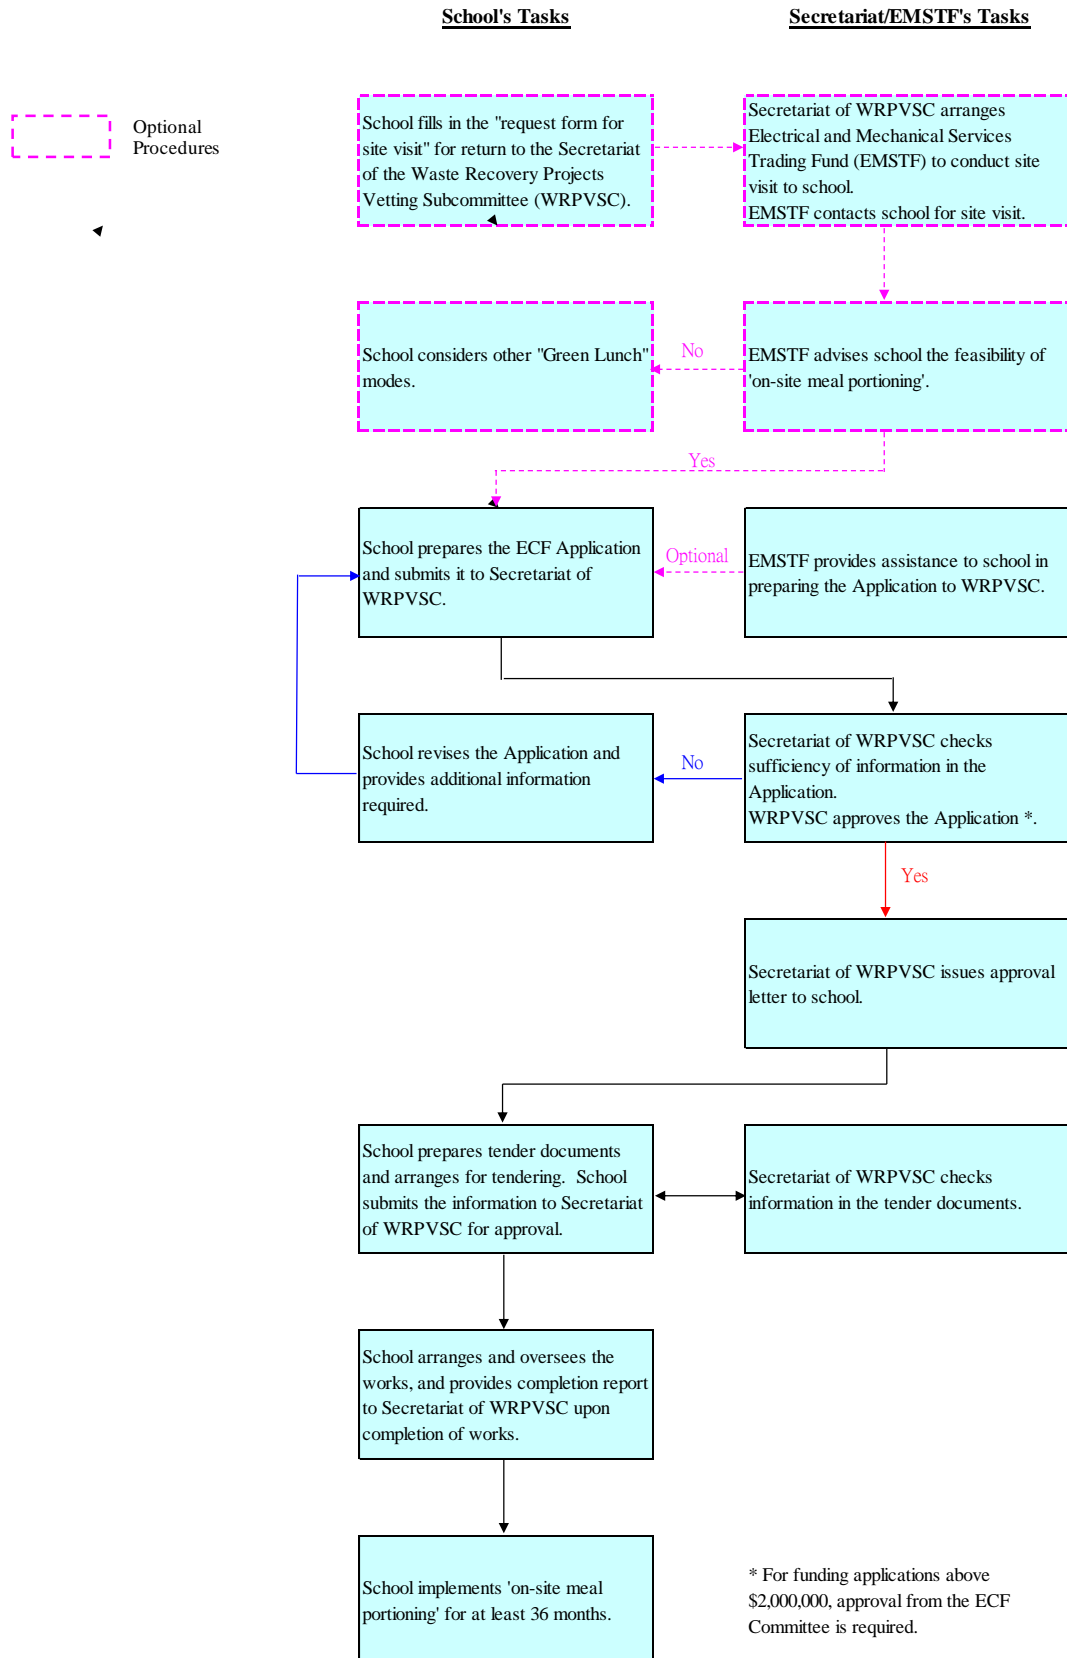 School's Tasks
Secretariat/EMSTF's Tasks
Optional
Procedures
School fills in the "request form for
site visit" for return to the Secretariat
of the Waste Recovery Projects
Vetting Subcommittee (WRPVSC).
Secretariat of WRPVSC arranges
Electrical and Mechanical Services
Trading Fund (EMSTF) to conduct site
visit to school.
EMSTF contacts school for site visit.
School considers other "Green Lunch"
modes.
No
EMSTF advises school the feasibility of
'on-site meal portioning'.
Yes
School prepares the ECF Application
and submits it to Secretariat of
WRPVSC.
Optional
EMSTF provides assistance to school in
preparing the Application to WRPVSC.
School revises the Application and
provides additional information
required.
No
Secretariat of WRPVSC checks
sufficiency of information in the
Application.
WRPVSC approves the Application *.
Yes
Secretariat of WRPVSC issues approval
letter to school.
School prepares tender documents
and arranges for tendering.  School
submits the information to Secretariat
of WRPVSC for approval.
Secretariat of WRPVSC checks
information in the tender documents.
School arranges and oversees the
works, and provides completion report
to Secretariat of WRPVSC upon
completion of works.
School implements 'on-site meal
portioning' for at least 36 months.
* For funding applications above
$2,000,000, approval from the ECF
Committee is required.